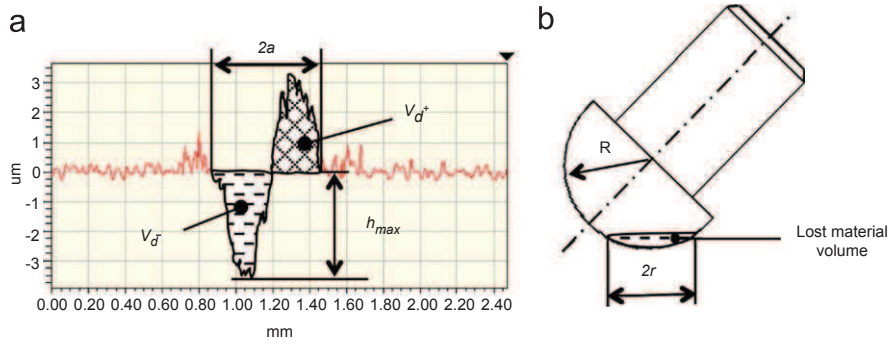 a
b
2a
3
2
1
0
-1
-2
-3
um
V_d+
V_d-
h_max
0.00 0.20 0.40 0.60 0.80 1.00 1.20 1.40 1.60 1.80 2.00 2.20 2.40
mm
R
Lost material
volume
2r